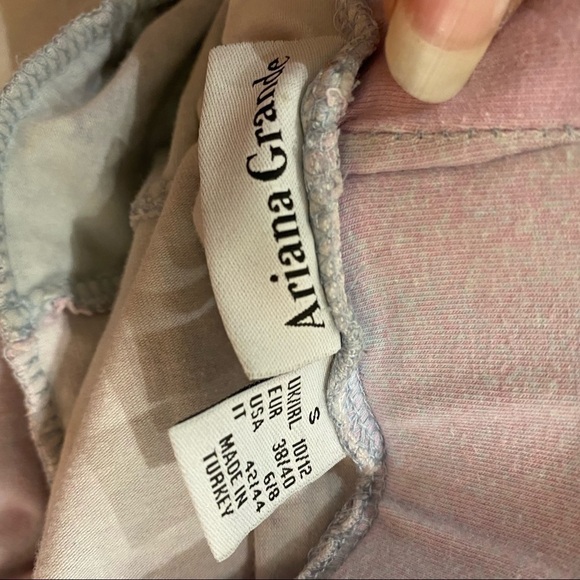 Ariana Grande
S
UK/IRL 10/12
EUR 38/40
USA 6/8
IT 42/44
MADE IN
TURKEY